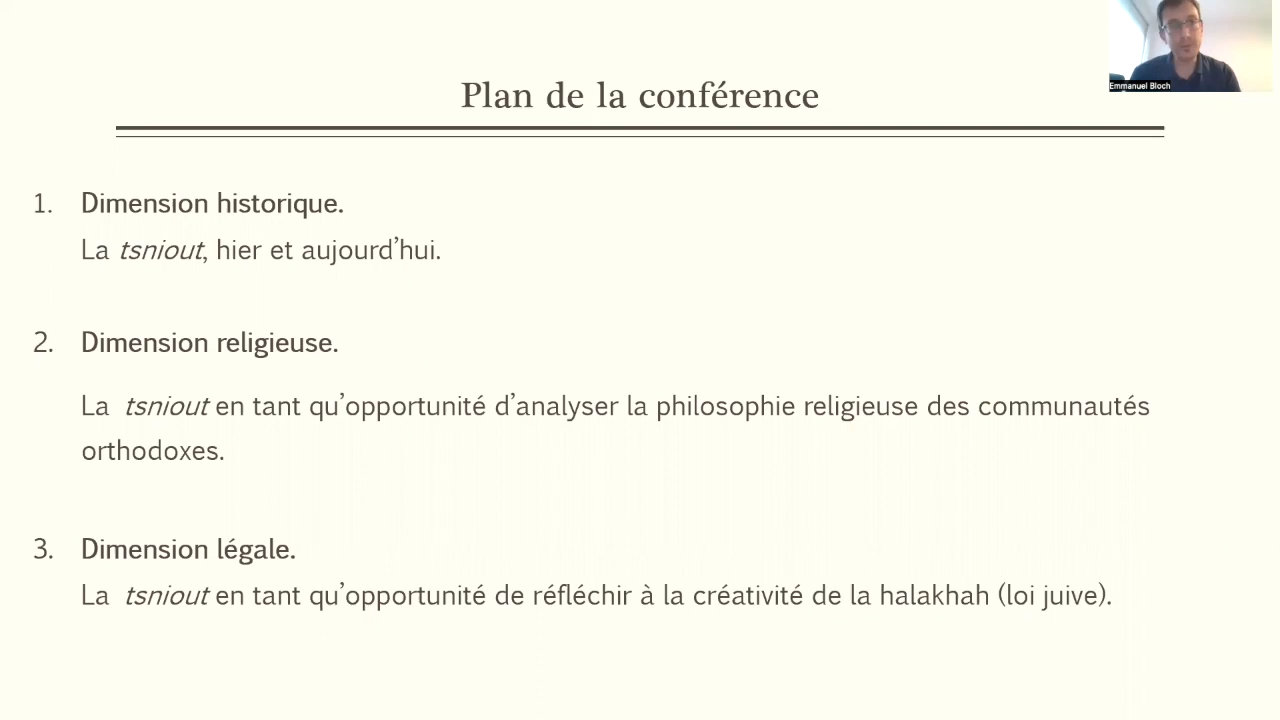 Plan de la conférence
Emmanuel Bloch
1. Dimension historique.
La tsniout, hier et aujourd’hui.
2. Dimension religieuse.
La tsniout en tant qu’opportunité d’analyser la philosophie religieuse des communautés
orthodoxes.
3. Dimension légale.
La tsniout en tant qu’opportunité de réfléchir à la créativité de la halakhah (loi juive).